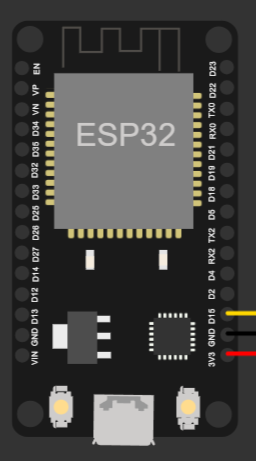 EN
VP
VN
D34
D35
D32
D33
D25
D26
D27
D14
D12
D13
GND
VIN
ESP32
D23
D22
TX0
RX0
D21
D19
D18
D5
TX2
RX2
D4
D2
D15
GND
3V3